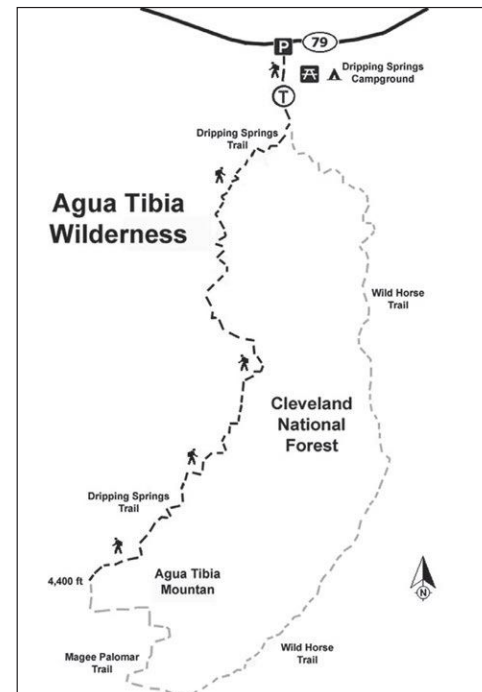 P
79
Dripping Springs
Campground
T
Dripping Springs
Trail
Agua Tibia
Wilderness
Wild Horse
Trail
Cleveland
National
Forest
Dripping Springs
Trail
4,400 ft
Agua Tibia
Mountan
N
Magee Palomar
Trail
Wild Horse
Trail